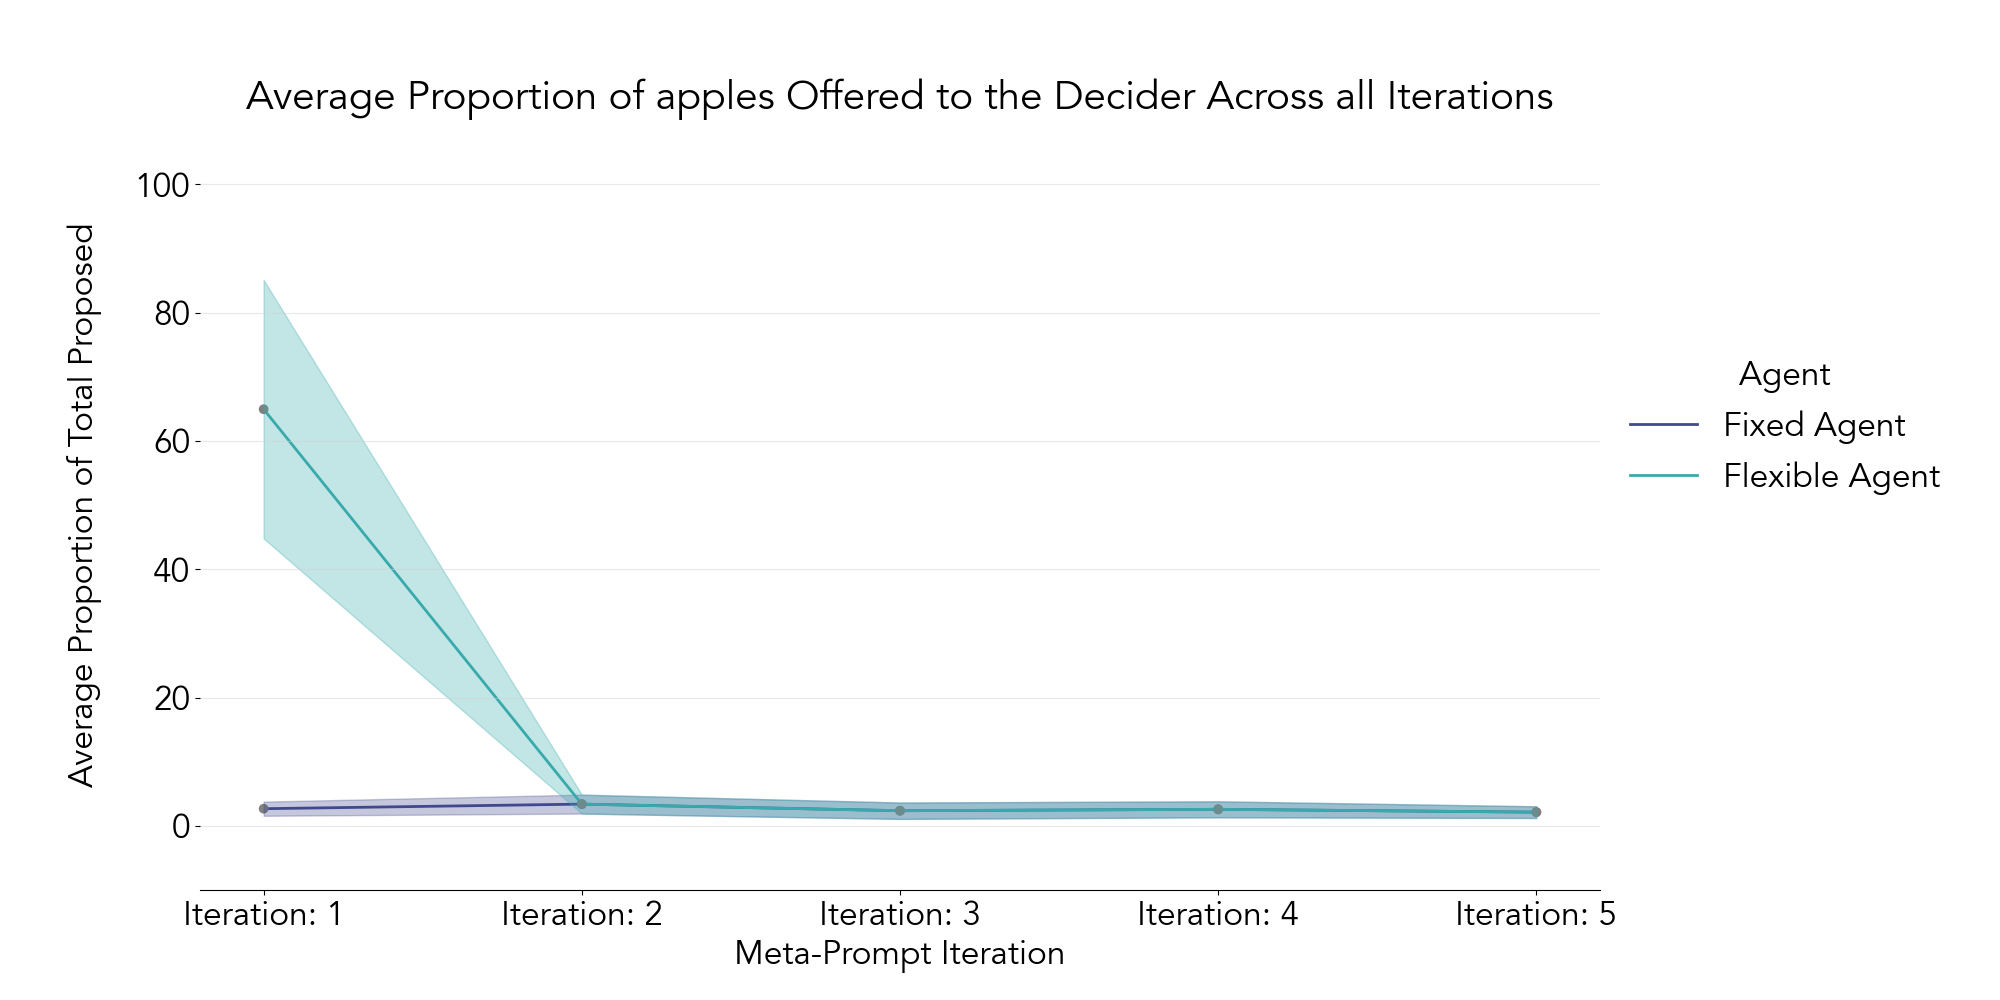 Average Proportion of apples Offered to the Decider Across all Iterations
Average Proportion of Total Proposed
100
80
60
40
20
0
Iteration: 1
Iteration: 2
Iteration: 3
Iteration: 4
Iteration: 5
Meta-Prompt Iteration
Agent
Fixed Agent
Flexible Agent